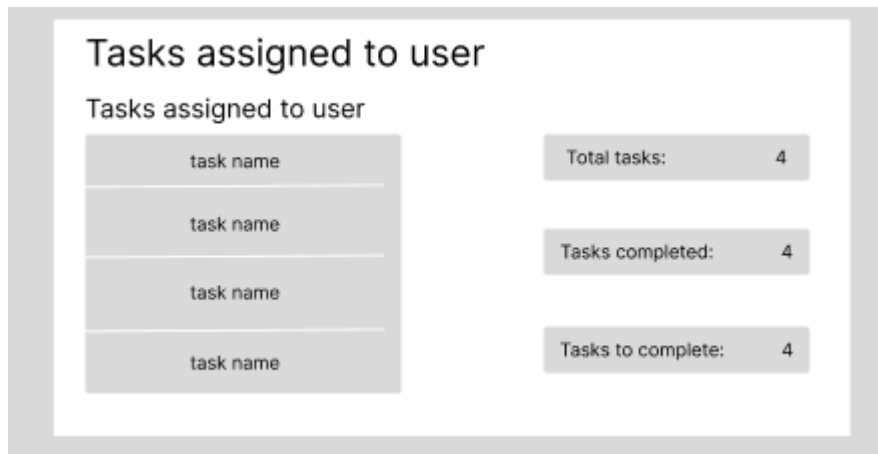 Tasks assigned to user
Tasks assigned to user
task name
task name
task name
task name
Total tasks: 4
Tasks completed: 4
Tasks to complete: 4